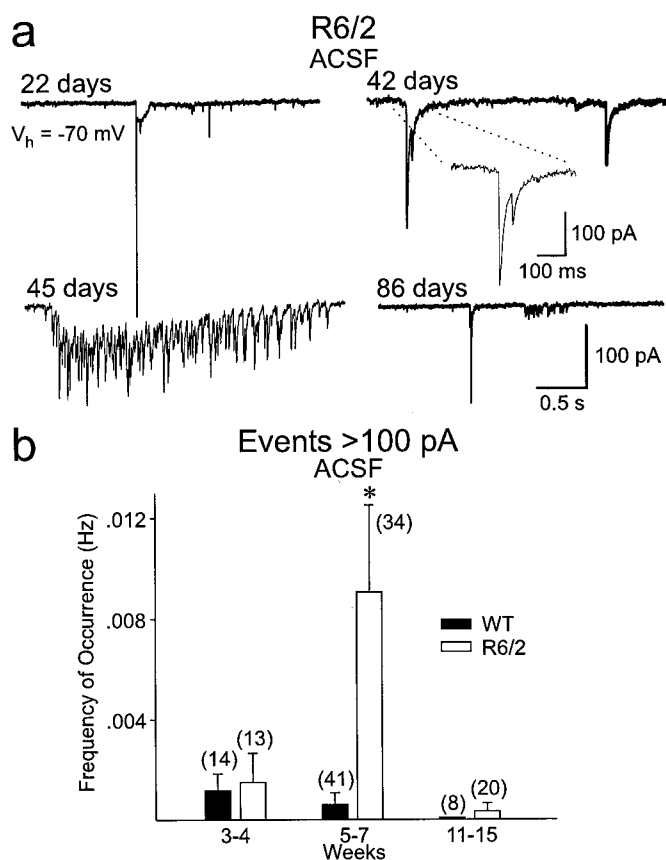 a
R6/2
ACSF
22 days
42 days
V_h = -70 mV
100 pA
100 ms
45 days
86 days
100 pA
0.5 s
b
Events >100 pA
ACSF
*
.012
(34)
.008
WT
R6/2
.004
(14)
(13)
(41)
(8)
(20)
Frequency of Occurrence (Hz)
3-4
5-7
11-15
Weeks